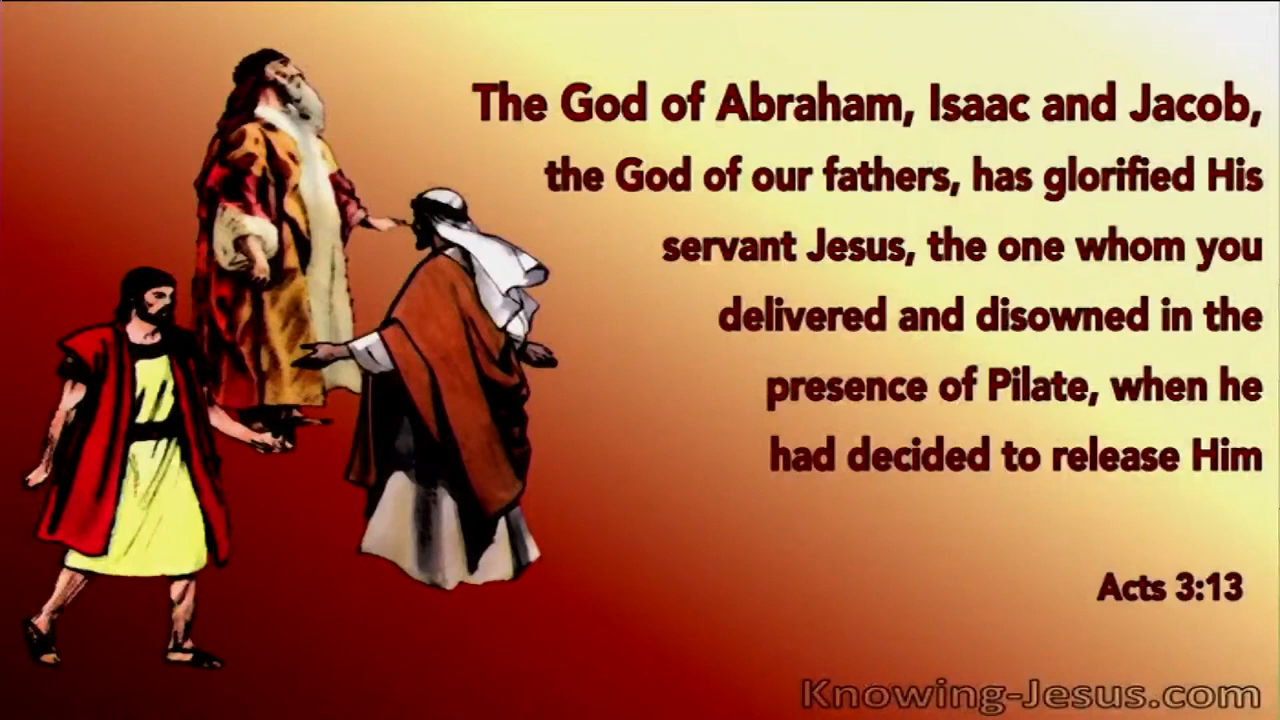 The God of Abraham, Isaac and Jacob,
the God of our fathers, has glorified His
servant Jesus, the one whom you
delivered and disowned in the
presence of Pilate, when he
had decided to release Him
Acts 3:13
Knowing-Jesus.com